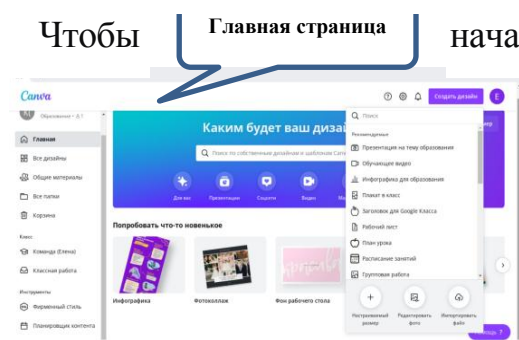 Чтобы
Главная страница
нача
Canva
Создать дизайн
E
M
Образование • 1
Главная
Все дизайны
Общие материалы
Все папки
Корзина
Класс
Команда (Елена)
Классная работа
Инструменты
Фирменный стиль
Планировщик контента
Каким будет ваш диза
Поиск по собственным дизайнам и шаблонам
Для вас
Презентации
Соцсети
Видео
Попробовать что-то новенькое
Инфографика
Фотоколлаж
Фон рабочего стола
Поиск
Рекомендуемые
Презентация на тему образования
Обучающее видео
Инфографика для образования
Плакат в класс
Заголовок для Google Класса
Рабочий лист
План урока
Расписание занятий
Групповая работа
Настраиваемый размер
Редактировать фото
Импортировать файл